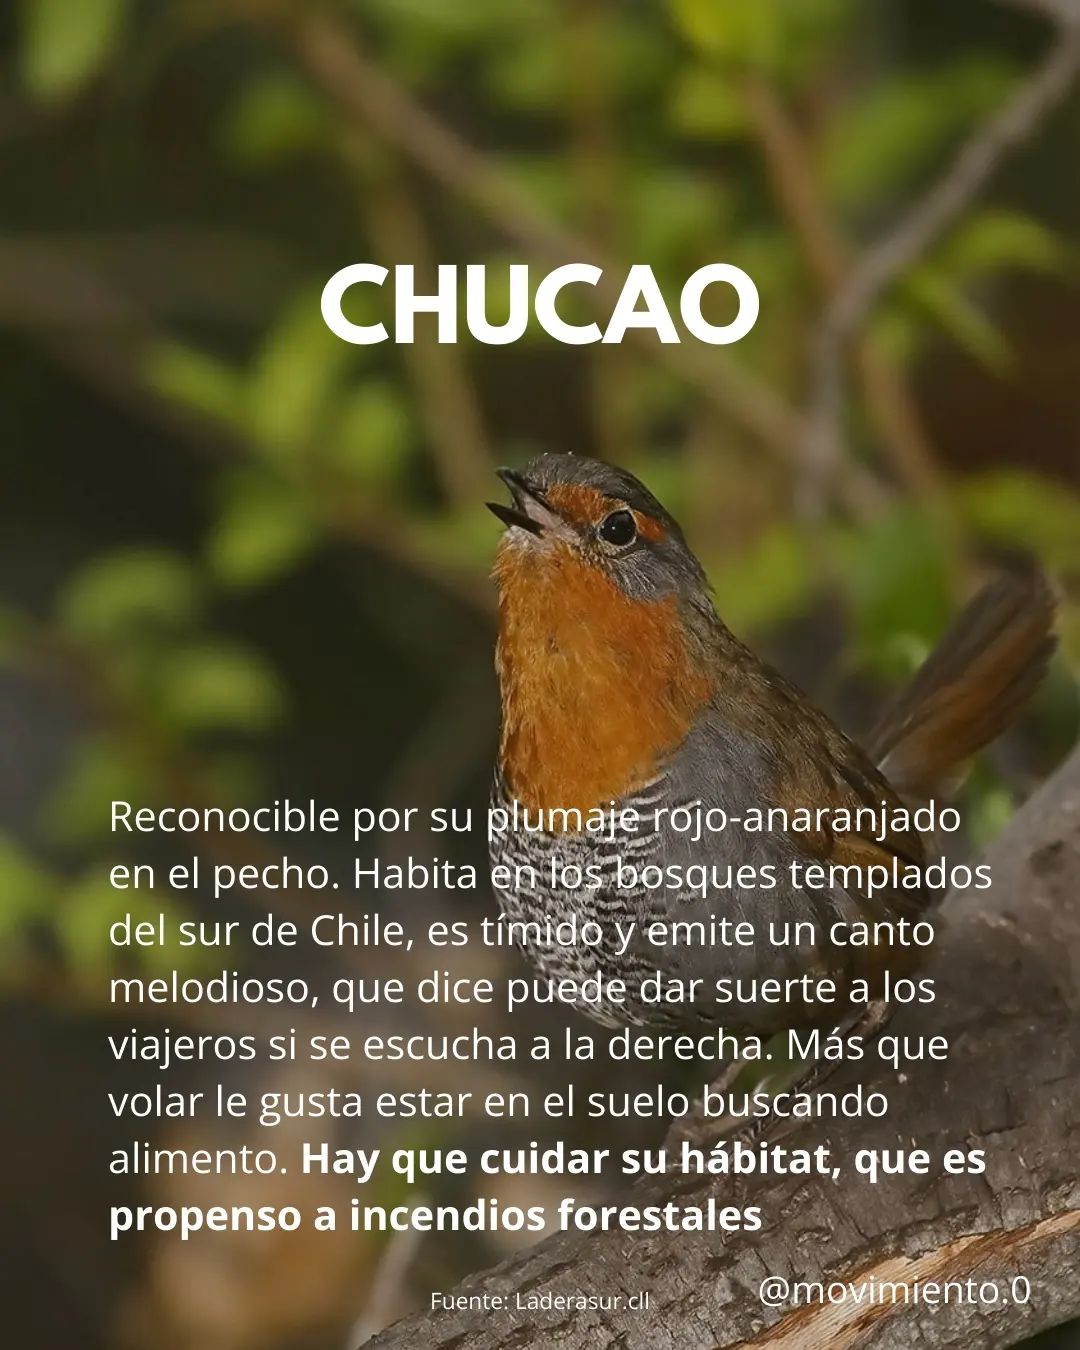 CHUCAO
Reconocible por su plumaje rojo-anaranjado
en el pecho. Habita en los bosques templados
del sur de Chile, es tímido y emite un canto
melodioso, que dice puede dar suerte a los
viajeros si se escucha a la derecha. Más que
volar le gusta estar en el suelo buscando
alimento. Hay que cuidar su hábitat, que es
propenso a incendios forestales
Fuente: Laderasur.cll
@movimiento.0